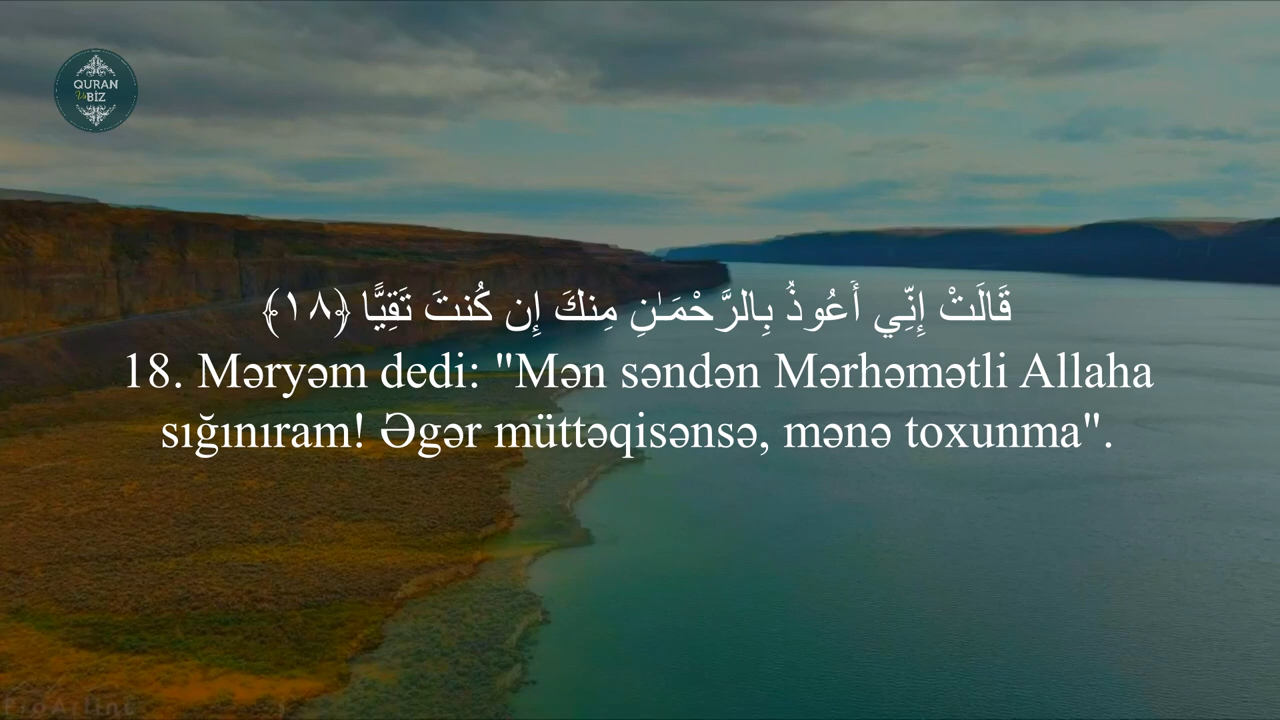 QURAN
Və BİZ
قَالَتْ إِنِّي أَعُوذُ بِالرَّحْمَـٰنِ مِنكَ إِن كُنتَ تَقِيًّا ﴿١٨﴾
18. Məryəm dedi: "Mən səndən Mərhəmətli Allaha
sığınıram! Əgər müttəqisənsə, mənə toxunma".